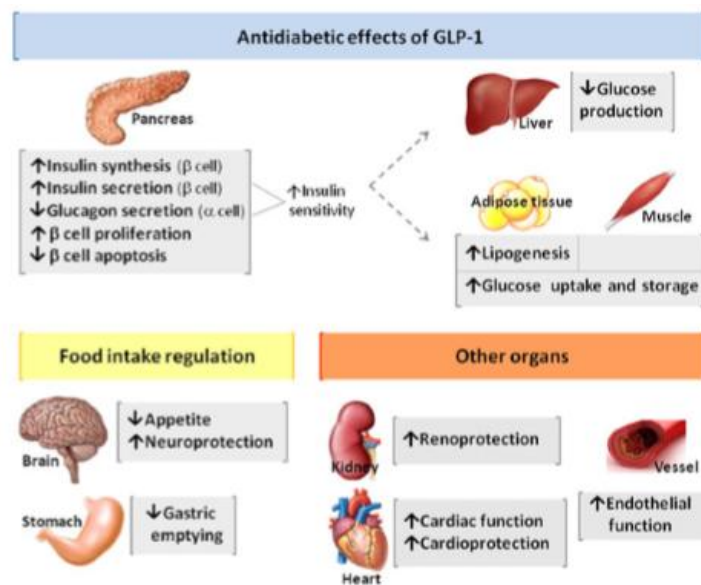 Antidiabetic effects of GLP-1
Pancreas
↑Insulin synthesis (β cell)
↑Insulin secretion (β cell)
↓Glucagon secretion (α cell)
↑β cell proliferation
↓β cell apoptosis
↑Insulin
sensitivity
Liver
↓Glucose
production
Adipose tissue
Muscle
↑Lipogenesis
↑Glucose uptake and storage
Food intake regulation
Brain
↓Appetite
↑Neuroprotection
Stomach
↓Gastric
emptying
Other organs
Kidney
↑Renoprotection
Vessel
↑Endothelial
function
Heart
↑Cardiac function
↑Cardioprotection